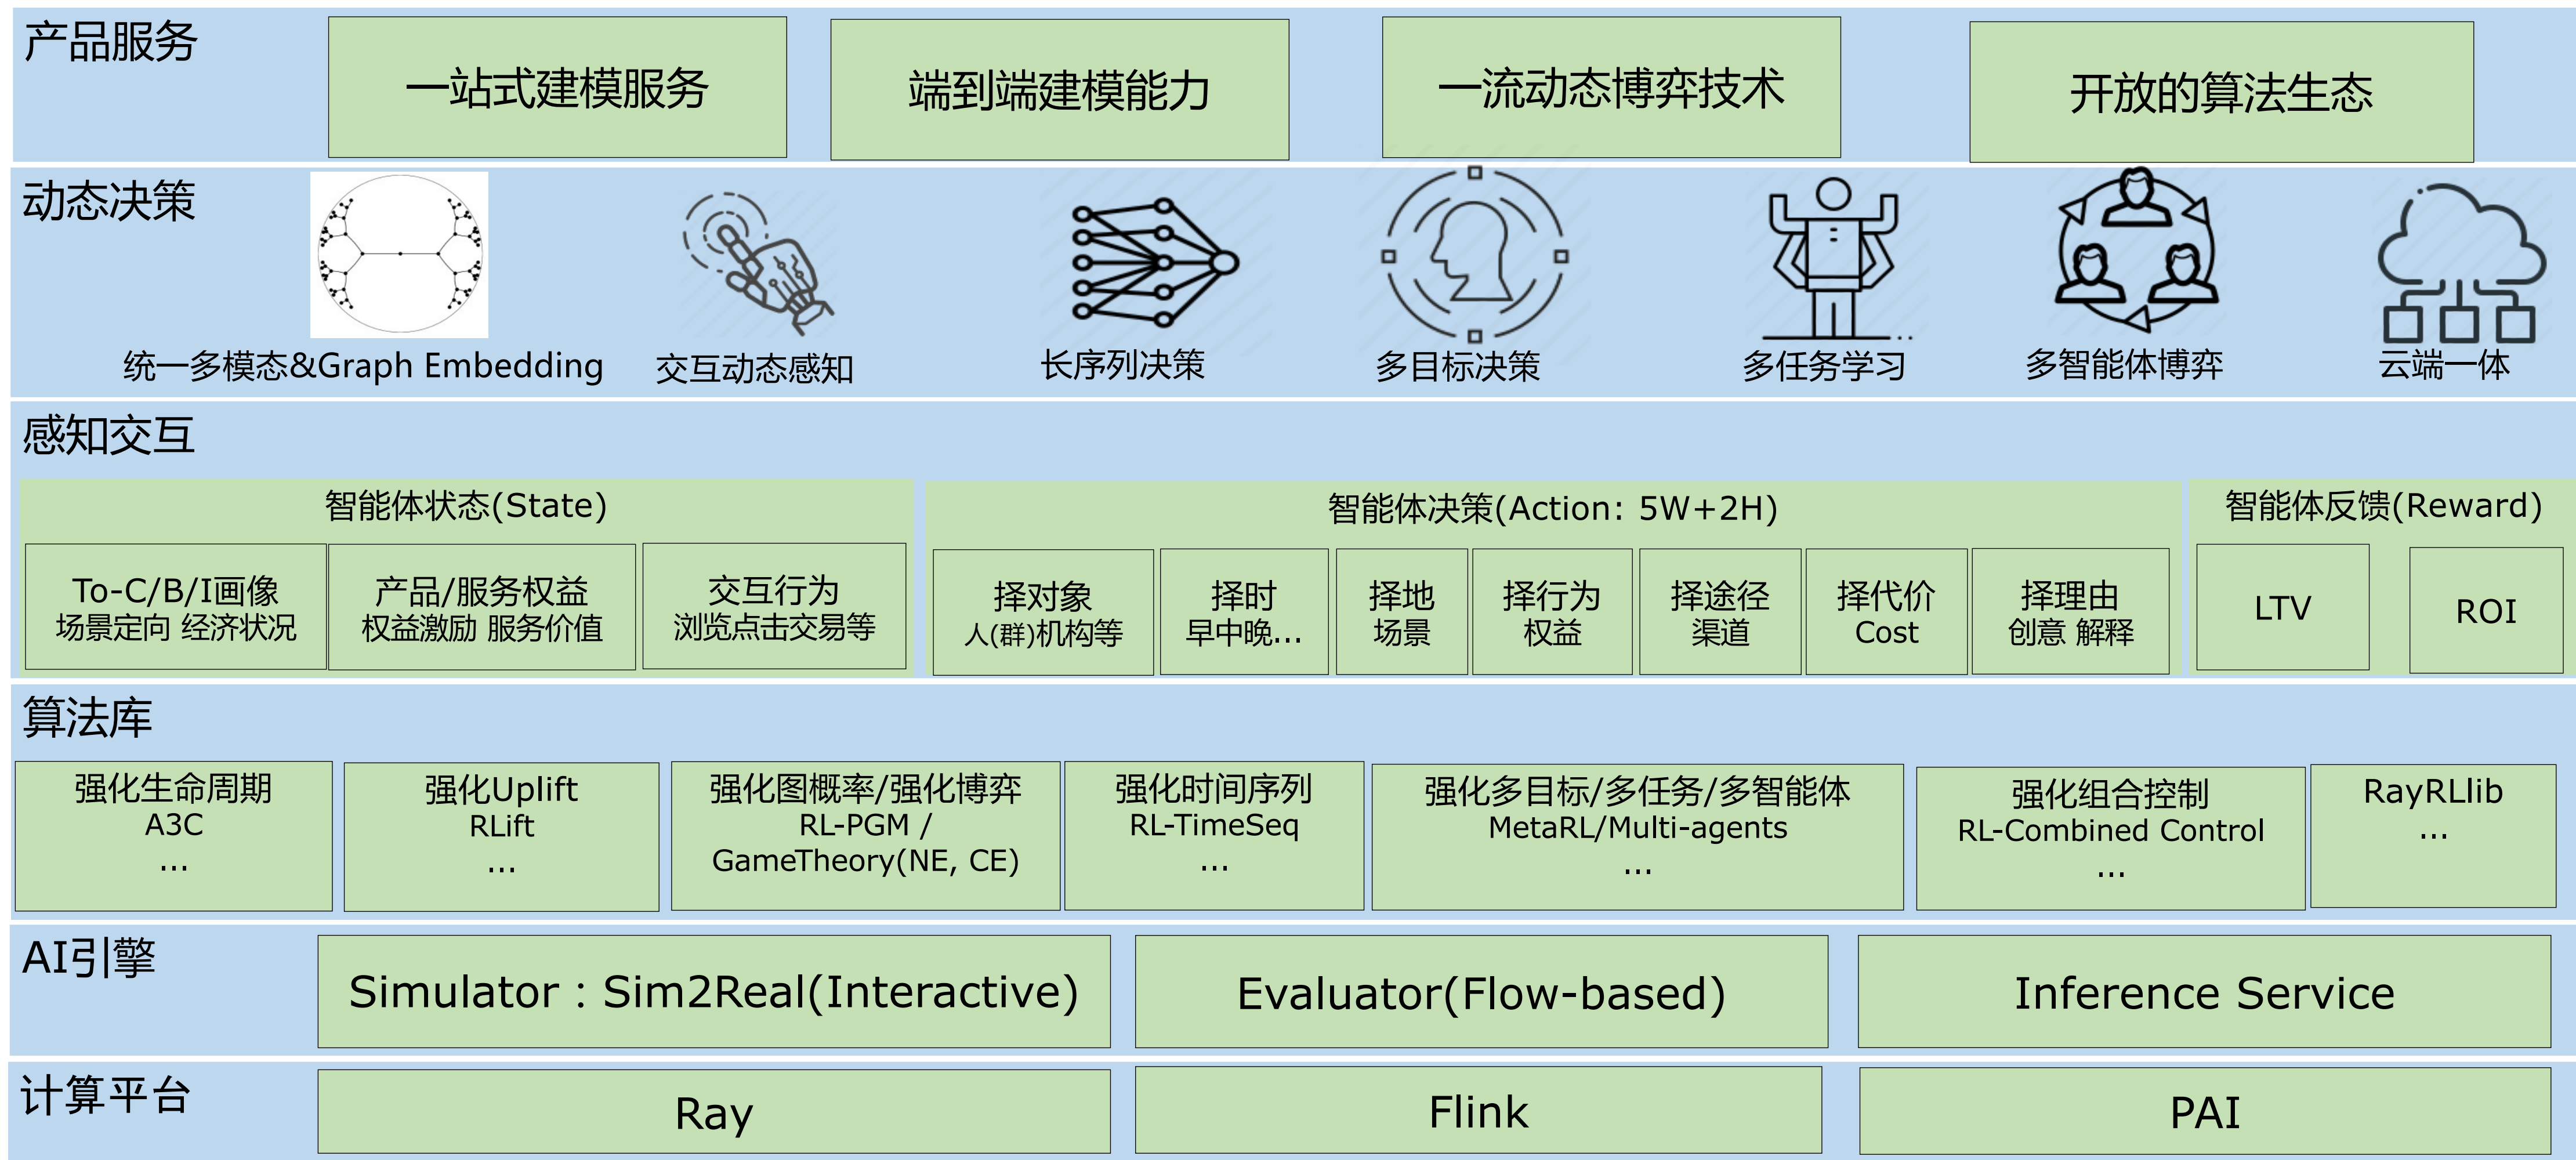 产品服务
一站式建模服务
端到端建模能力
一流动态博弈技术
开放的算法生态
动态决策
统一多模态&Graph Embedding
交互动态感知
长序列决策
多目标决策
多任务学习
多智能体博弈
云端一体
感知交互
智能体状态(State)
To-C/B/I画像
场景定向 经济状况
产品/服务权益
权益激励 服务价值
交互行为
浏览点击交易等
智能体决策(Action: 5W+2H)
择对象
人(群)机构等
择时
早中晚...
择地
场景
择行为
权益
择途径
渠道
择代价
Cost
择理由
创意 解释
智能体反馈(Reward)
LTV
ROI
算法库
强化生命周期
A3C
...
强化Uplift
RLift
...
强化图概率/强化博弈
RL-PGM /
GameTheory(NE, CE)
强化时间序列
RL-TimeSeq
...
强化多目标/多任务/多智能体
MetaRL/Multi-agents
...
强化组合控制
RL-Combined Control
...
RayRLlib
...
AI引擎
Simulator：Sim2Real(Interactive)
Evaluator(Flow-based)
Inference Service
计算平台
Ray
Flink
PAI